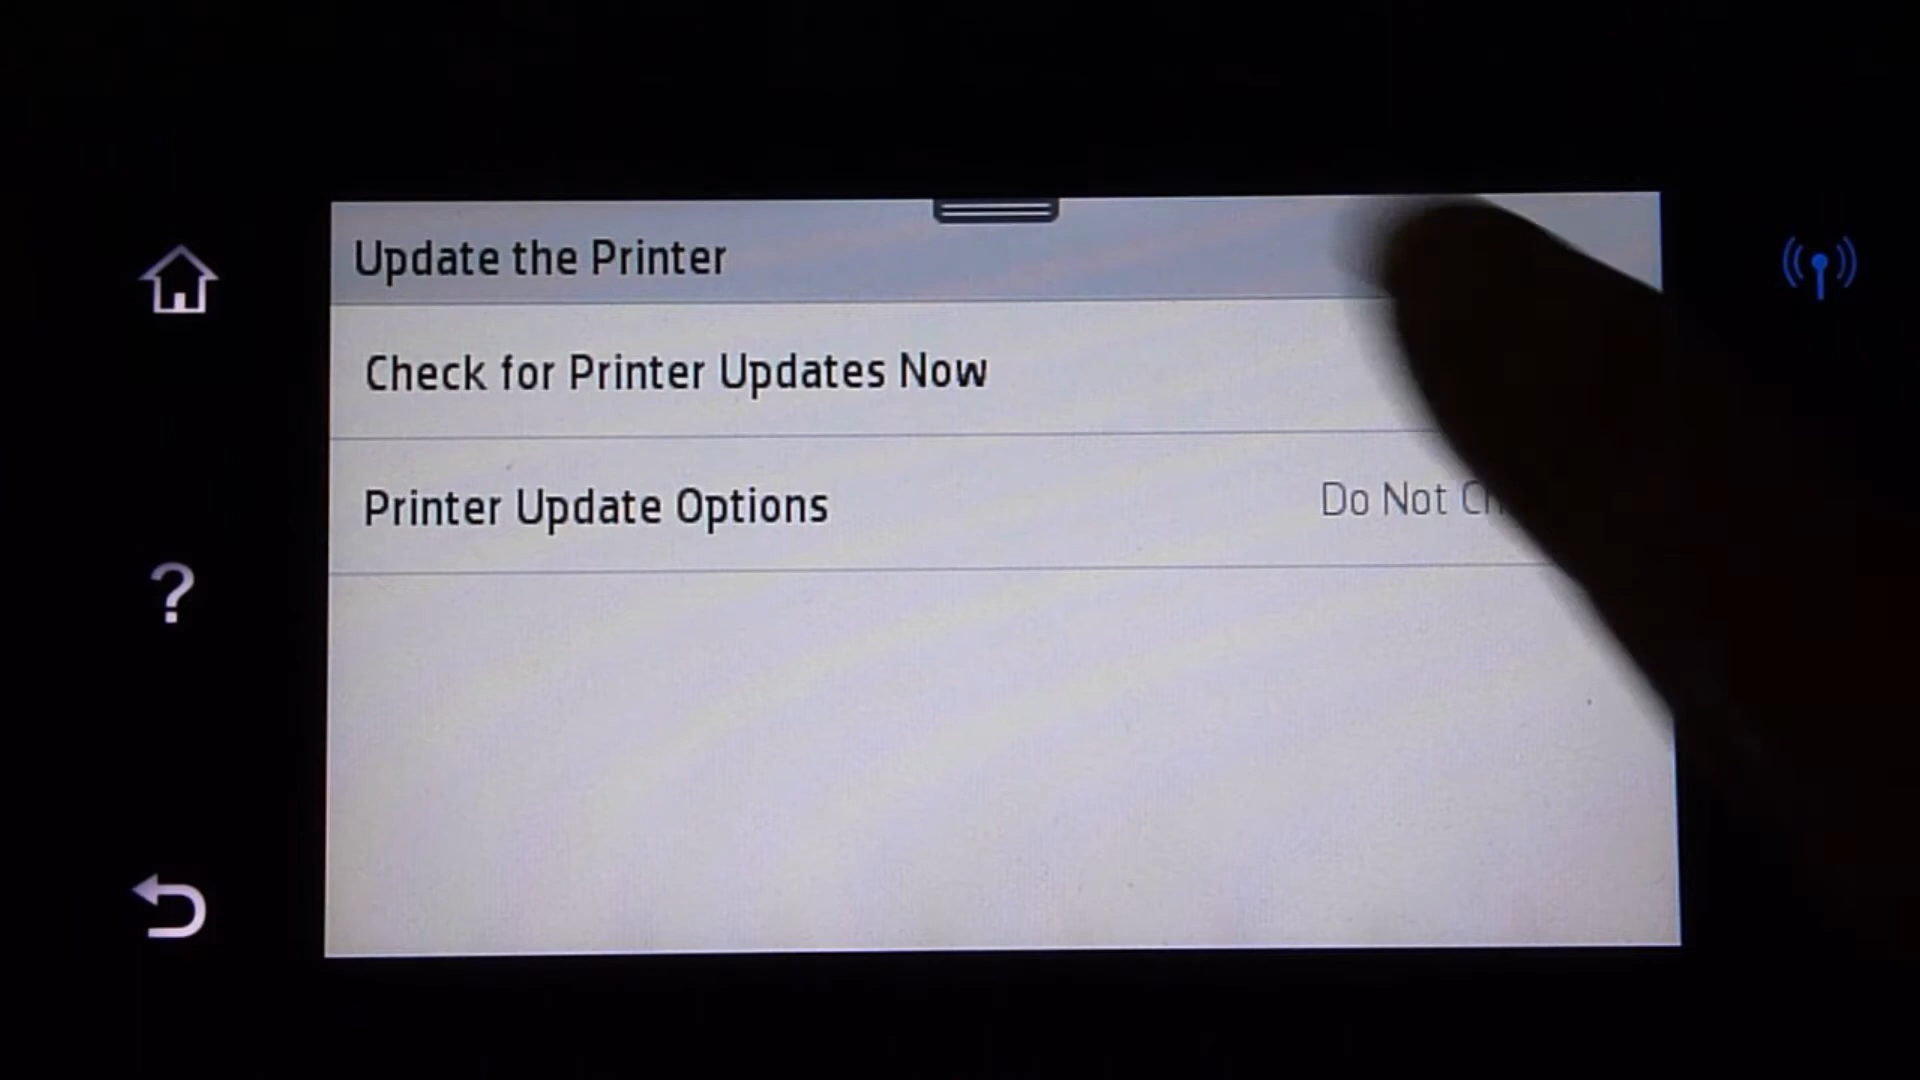 Update the Printer
Check for Printer Updates Now
Printer Update Options
Do Not
?